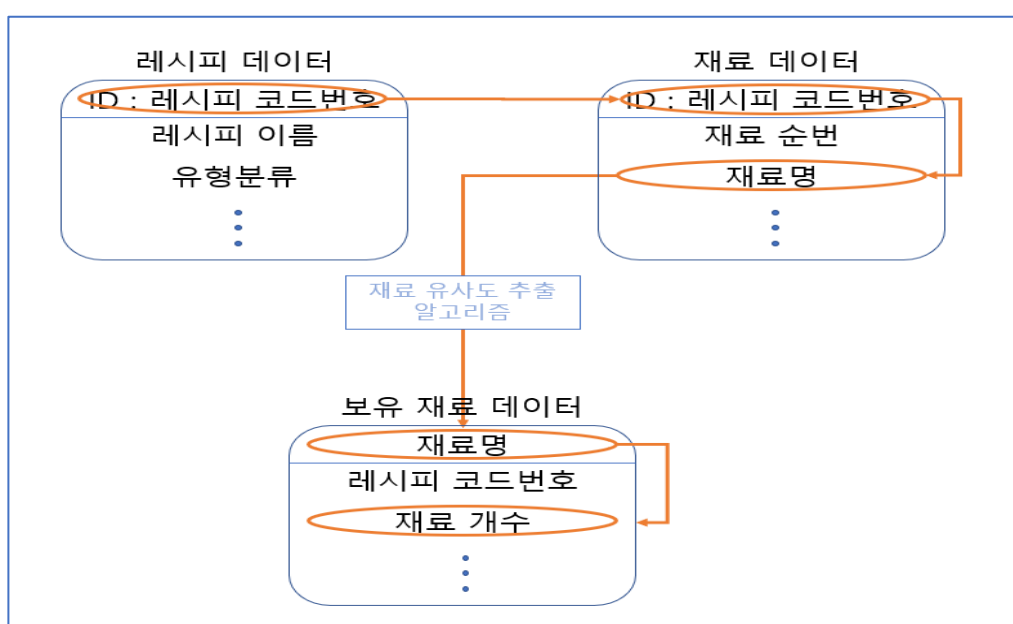 레시피 데이터
ID : 레시피 코드번호
레시피 이름
유형분류
재료 데이터
ID : 레시피 코드번호
재료 순번
재료명
재료 유사도 추출
알고리즘
보유 재료 데이터
재료명
레시피 코드번호
재료 개수